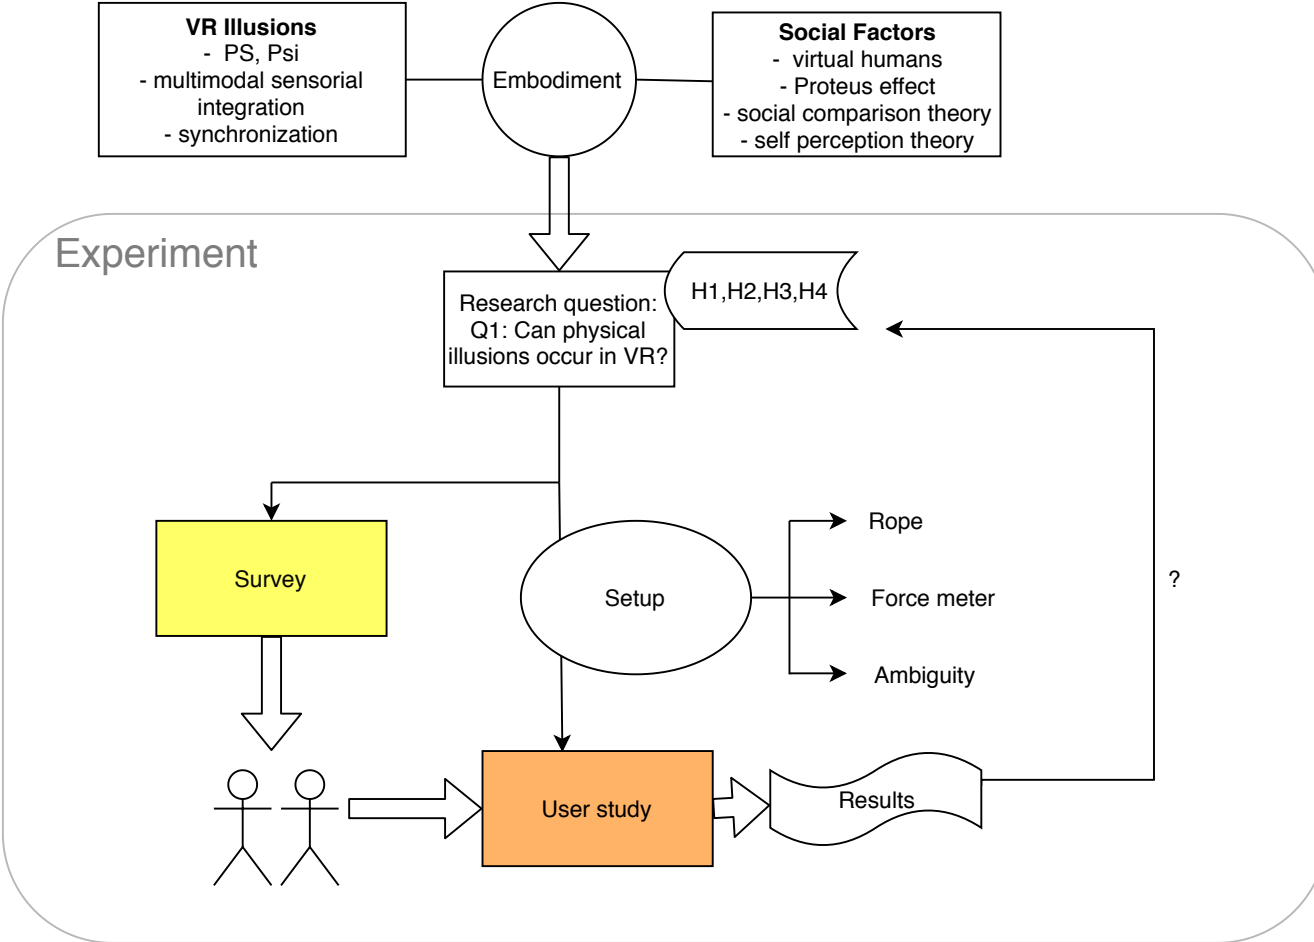 VR Illusions
- PS, Psi
- multimodal sensorial
integration
- synchronization
Embodiment
Social Factors
- virtual humans
- Proteus effect
- social comparison theory
- self perception theory
Experiment
Research question:
Q1: Can physical
illusions occur in VR?
H1,H2,H3,H4
Survey
Setup
Rope
Force meter
Ambiguity
?
User study
Results